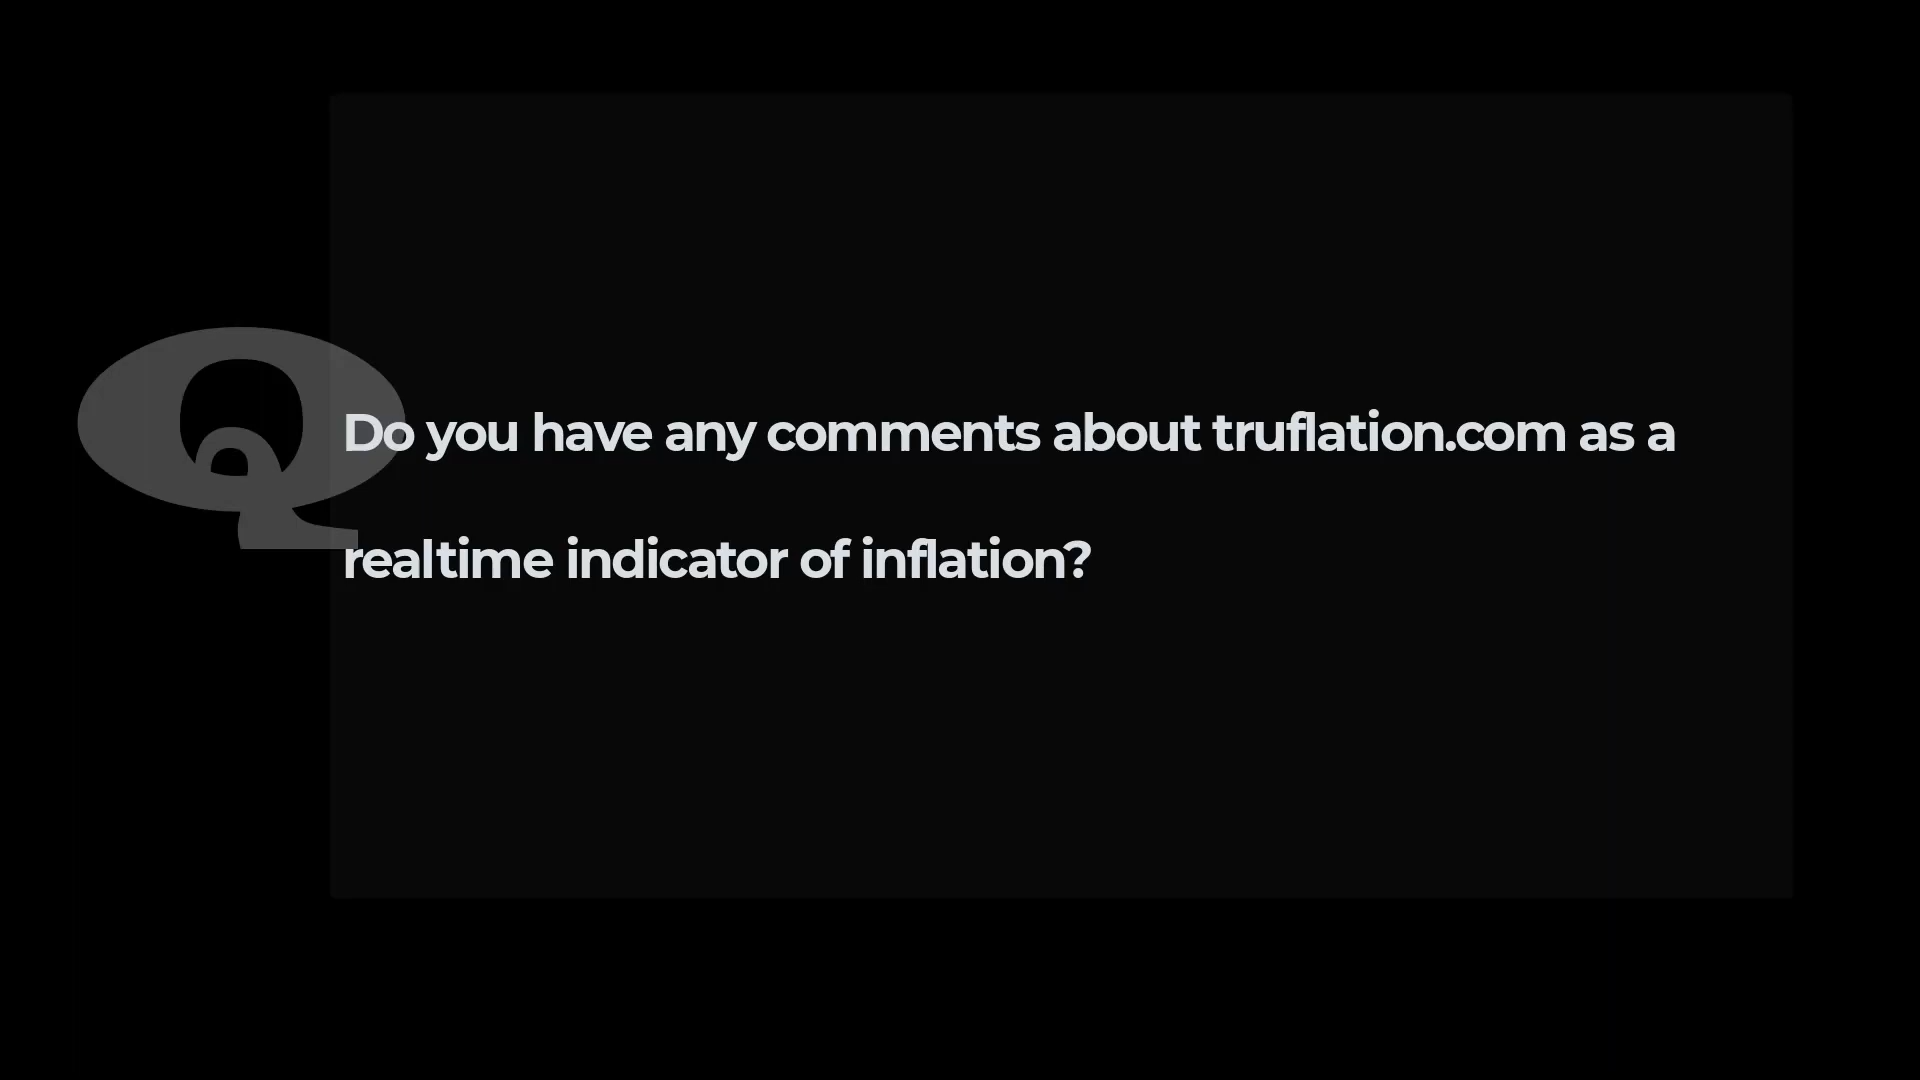 Q
Do you have any comments about truflation.com as a
realtime indicator of inflation?